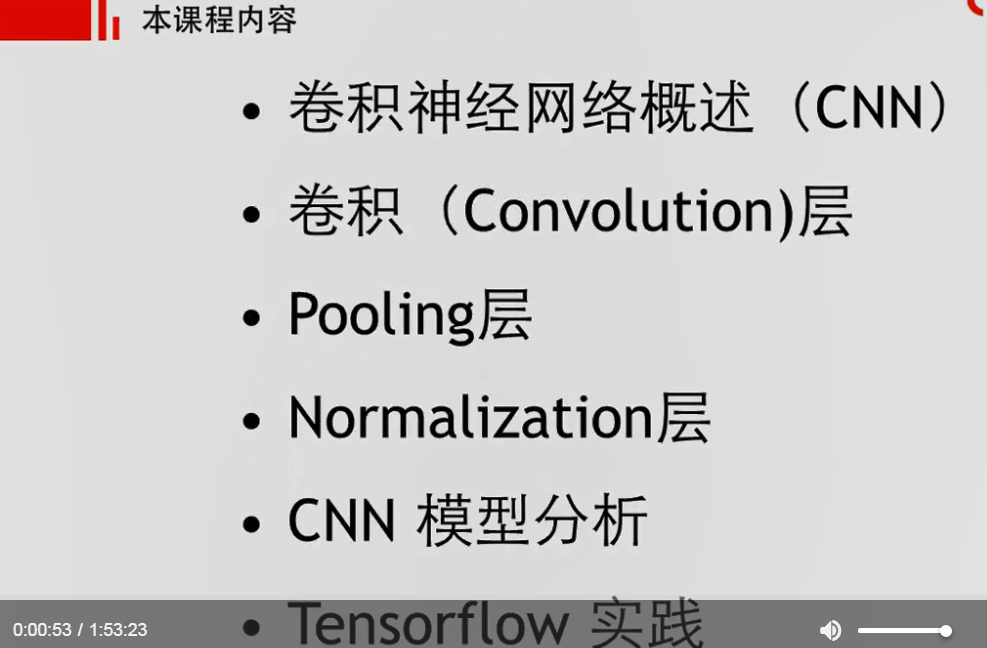 本课程内容
• 卷积神经网络概述（CNN）
• 卷积（Convolution)层
• Pooling层
• Normalization层
• CNN 模型分析
• Tensorflow 实践
0:00:53 / 1:53:23